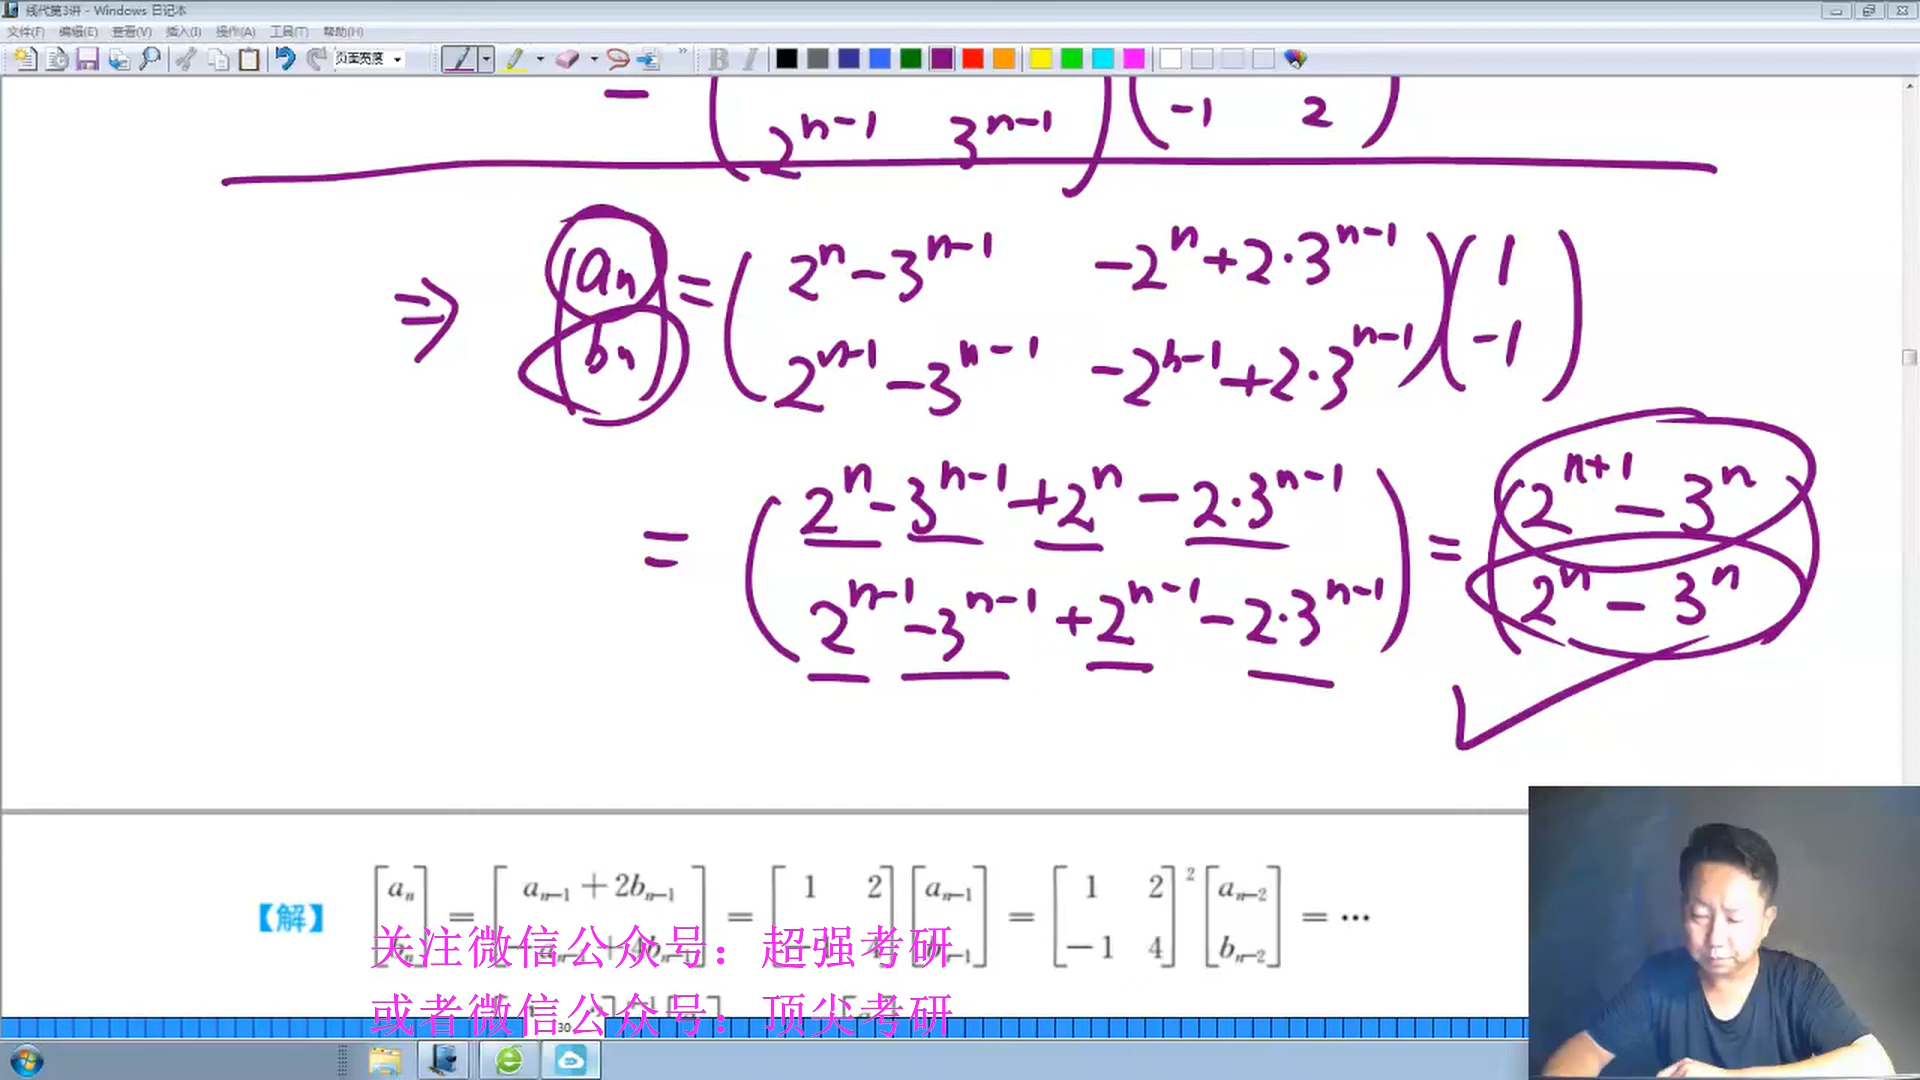 线代第3讲 - Windows 日记本
文件(F) 编辑(E) 查看(V) 插入(I) 操作(A) 工具(T) 帮助(H)
页面宽度 B I
= ( 2^{n-1} 3^{n-1} ) ( -1 2 )
⇒ (a_n b_n) = ( 2^n - 3^{n-1} -2^n + 2·3^{n-1} ) ( 1
2^{n-1} - 3^{n-1} -2^{n-1} + 2·3^{n-1} ) -1 )
= ( 2^n - 3^{n-1} + 2^n - 2·3^{n-1} ) = ( 2^{n+1} - 3^n
2^{n-1} - 3^{n-1} + 2^{n-1} - 2·3^{n-1} ) 2^n - 3^n )
【解】 [a_n b_n] = [a_{n-1} + 2b_{n-1} ] = [1 2 ] [a_{n-1} b_{n-1}] = [1 2 -1 4]^2 [a_{n-2} b_{n-2}] = ···
关注微信公众号：超强考研
或者微信公众号：顶尖考研
30